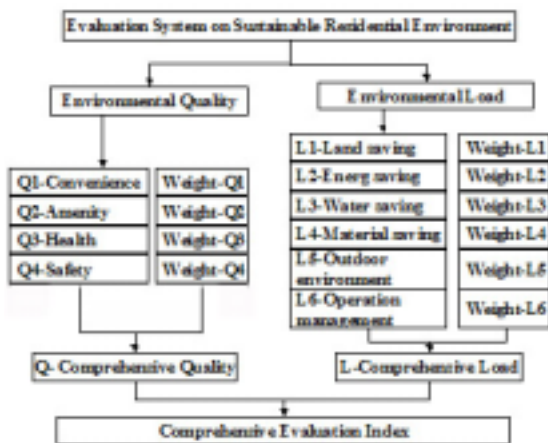 Evaluation System on Sustainable Residential Environment
Environmental Quality
Environmental Load
Q1-Convenience
Weight-Q1
Q2-Amenity
Weight-Q2
Q3-Health
Weight-Q3
Q4-Safety
Weight-Q4
L1-Land saving
Weight-L1
L2-Energ saving
Weight-L2
L3-Water saving
Weight-L3
L4-Material saving
Weight-L4
L5-Outdoor
environment
Weight-L5
L6-Operation
management
Weight-L6
Q- Comprehensive Quality
L-Comprehensive Load
Comprehensive Evaluation Index